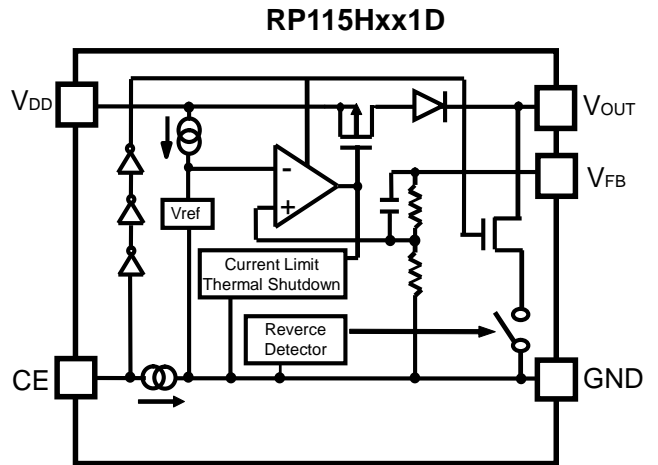 RP115Hxx1D
VDD
VOUT
VFB
-
+
Vref
Current Limit
Thermal Shutdown
Reverce
Detector
CE
GND